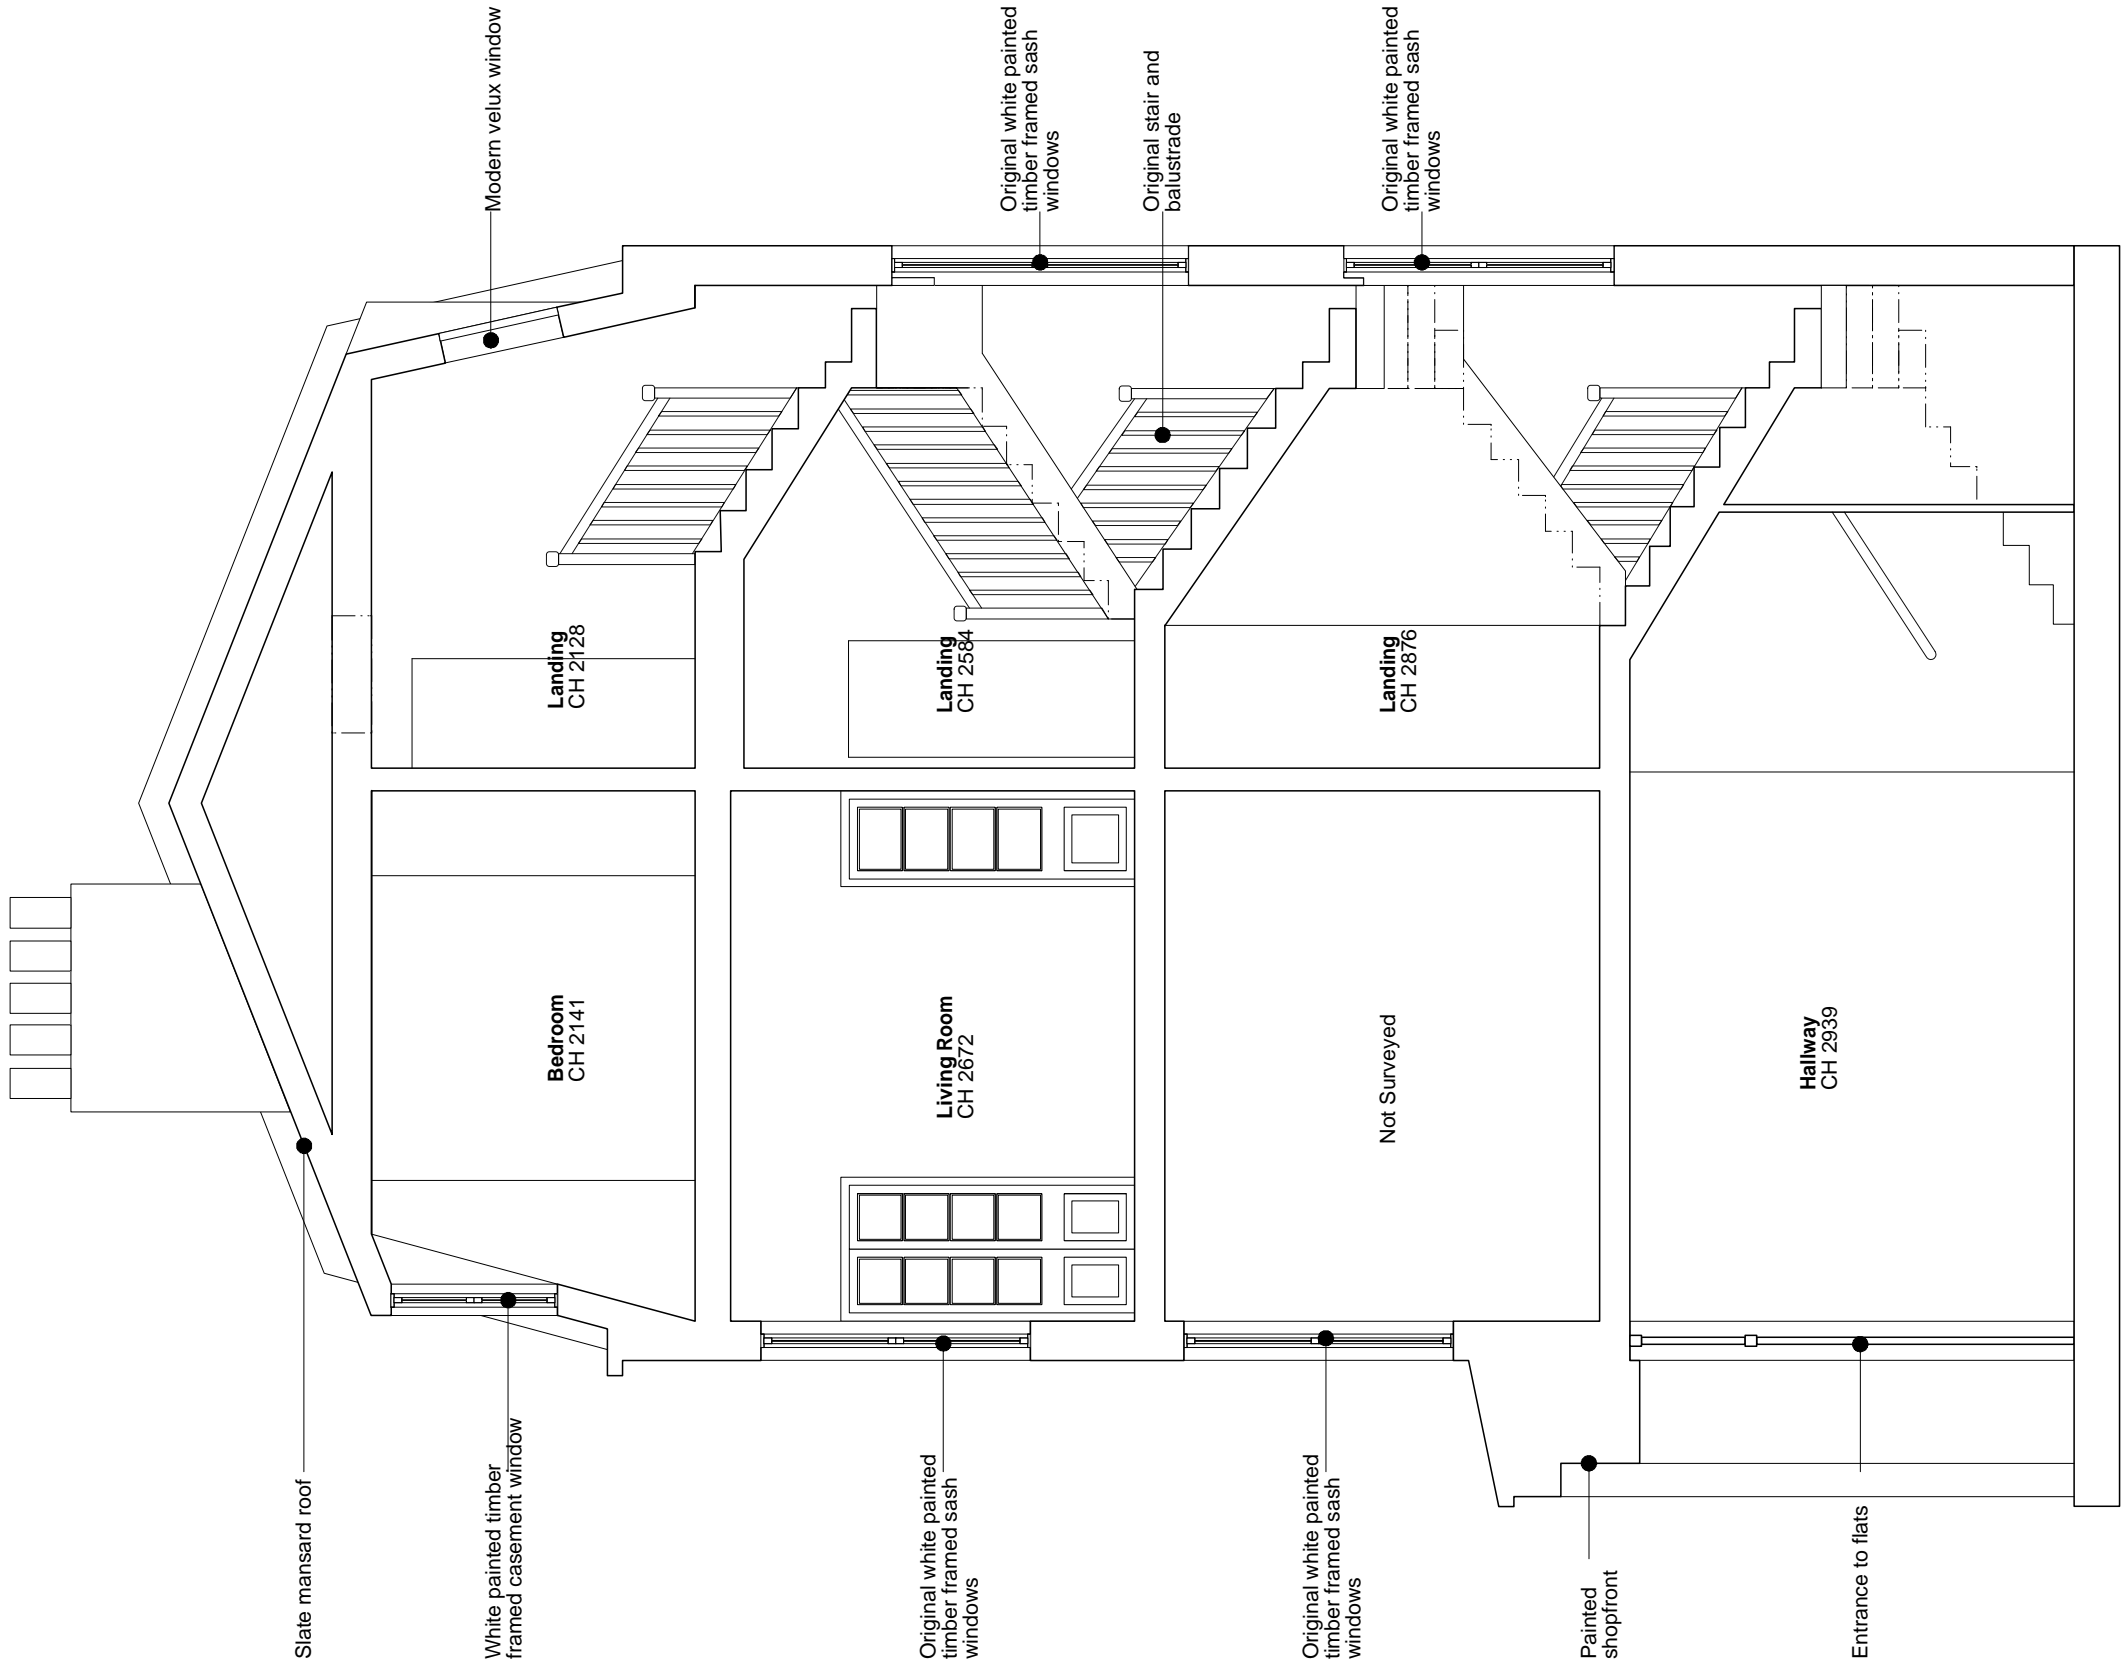 Slate mansard roof
White painted timber
framed casement window
Original white painted
timber framed sash
windows
Original white painted
timber framed sash
windows
Painted
shopfront
Entrance to flats
Bedroom
CH 2141
Living Room
CH 2672
Not Surveyed
Hallway
CH 2939
Landing
CH 2128
Landing
CH 2584
Landing
CH 2876
Modern velux window
Original white painted
timber framed sash
windows
Original stair and
balustrade
Original white painted
timber framed sash
windows